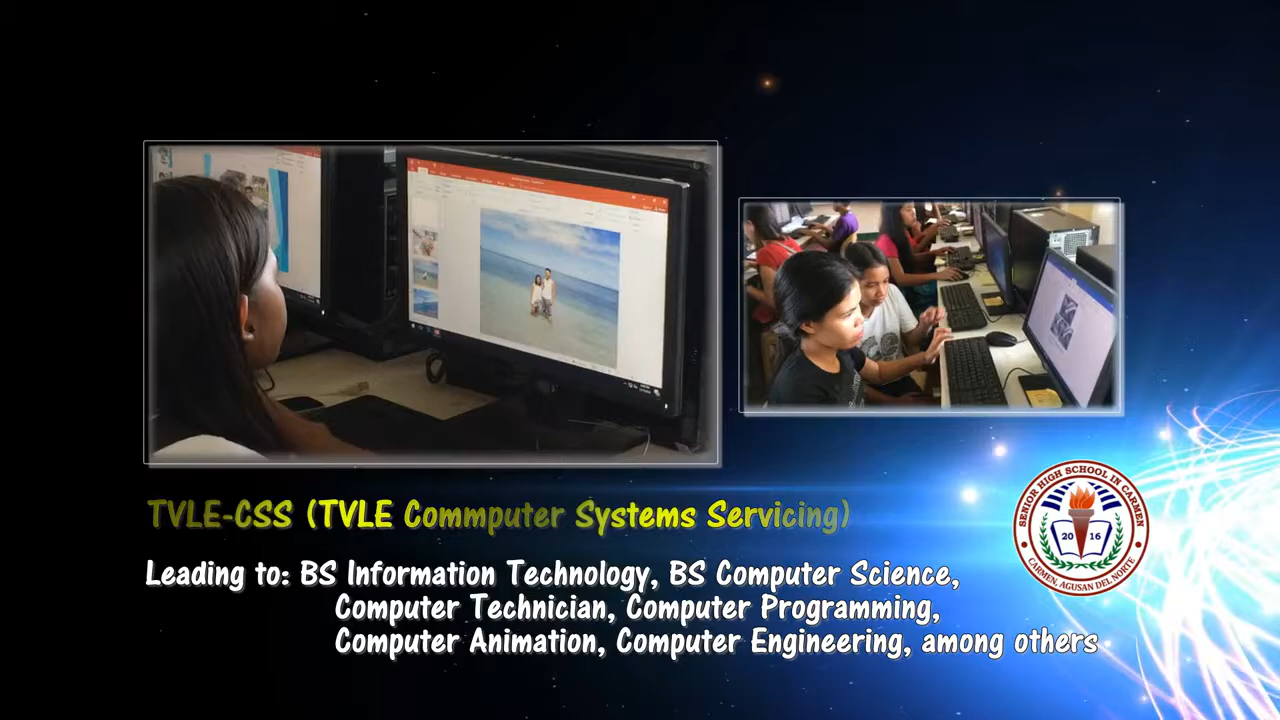 TVLE-CSS (TVLE Commputer Systems Servicing)
Leading to: BS Information Technology, BS Computer Science,
Computer Technician, Computer Programming,
Computer Animation, Computer Engineering, among others
SENIOR HIGH SCHOOL IN CARMEN
20 16
CARMEN, AGUSAN DEL NORTE